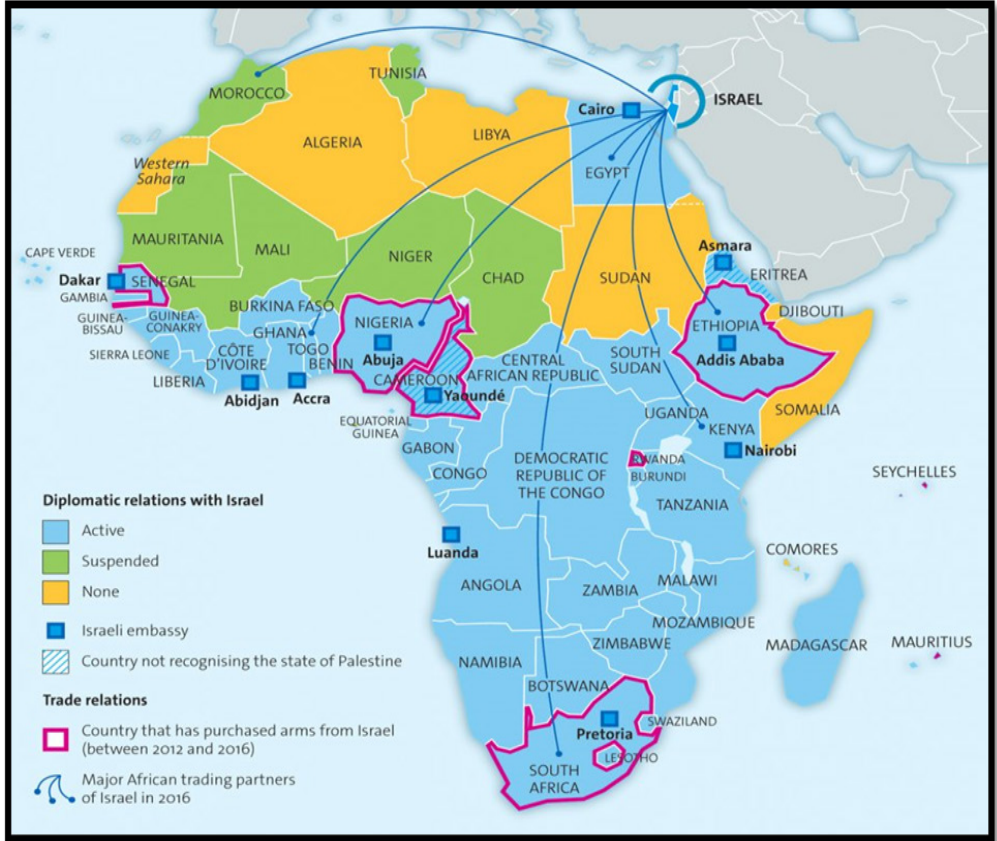 MOROCCO
TUNISIA
ALGERIA
LIBYA
Cairo
EGYPT
ISRAEL
Western
Sahara
MAURITANIA
MALI
NIGER
CHAD
SUDAN
Asmara
ERITREA
CAPE VERDE
Dakar
SENEGAL
GAMBIA
GUINEA-
BISSAU
GUINEA-
CONAKRY
SIERRA LEONE
LIBERIA
BURKINA FASO
GHANA
CÔTE
D'IVOIRE
TOGO
BENIN
Abidjan
Accra
NIGERIA
Abuja
CAMEROON
Yaoundé
CENTRAL
AFRICAN REPUBLIC
SOUTH
SUDAN
ETHIOPIA
Addis Ababa
DJIBOUTI
SOMALIA
EQUATORIAL
GUINEA
GABON
CONGO
DEMOCRATIC
REPUBLIC OF
THE CONGO
UGANDA
KENYA
Nairobi
RWANDA
BURUNDI
TANZANIA
SEYCHELLES
COMORES
Luanda
ANGOLA
ZAMBIA
MALAWI
MOZAMBIQUE
ZIMBABWE
MADAGASCAR
MAURITIUS
NAMIBIA
BOTSWANA
Pretoria
SWAZILAND
LESOTHO
SOUTH
AFRICA
Diplomatic relations with Israel
Active
Suspended
None
Israeli embassy
Country not recognising the state of Palestine
Trade relations
Country that has purchased arms from Israel
(between 2012 and 2016)
Major African trading partners
of Israel in 2016